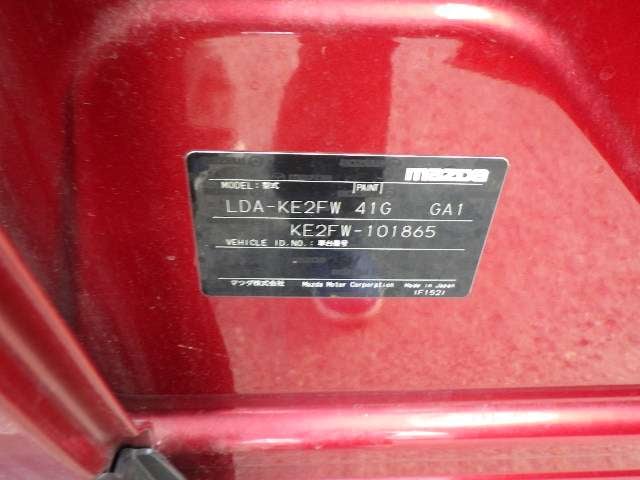 mazda
MODEL：型式 PAINT
LDA-KE2FW 41G GA1
KE2FW-101865
VEHICLE ID.NO.：車台番号
マツダ株式会社 Mazda Motor Corporation Made in Japan
(F152)